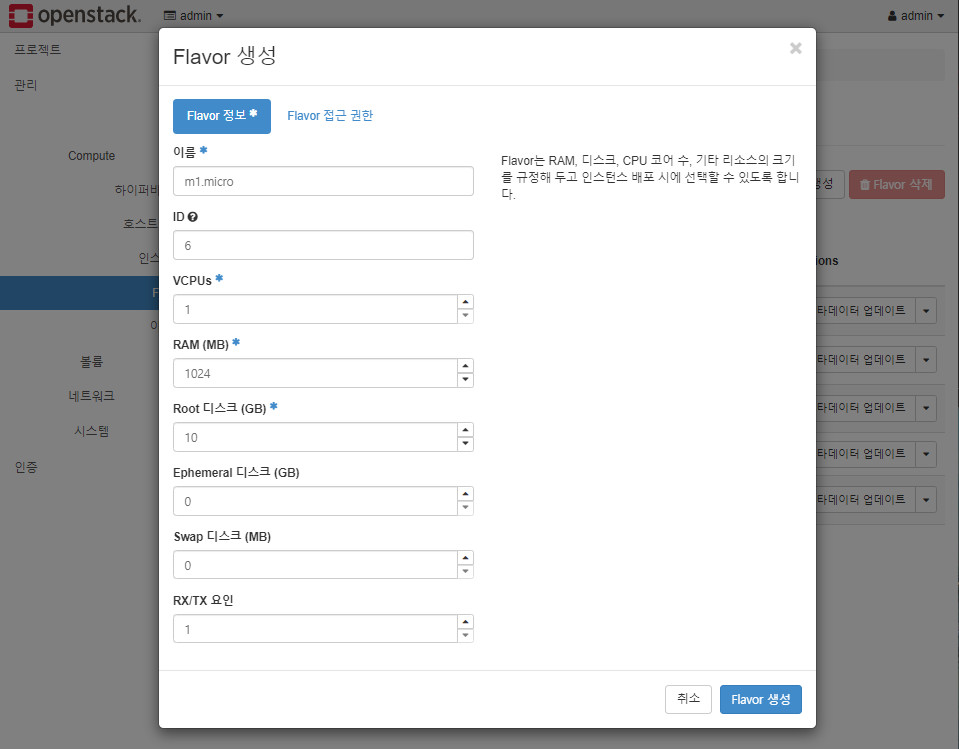 openstack. admin admin
프로젝트
관리
Compute
하이퍼
호스트
인스
볼륨
네트워크
시스템
인증
Flavor 생성
Flavor 정보 * Flavor 접근 권한
이름 *
m1.micro
ID
6
VCPUs *
1
RAM (MB) *
1024
Root 디스크 (GB) *
10
Ephemeral 디스크 (GB)
0
Swap 디스크 (MB)
0
RX/TX 요인
1
Flavor는 RAM, 디스크, CPU 코어 수, 기타 리소스의 크기
를 규정해 두고 인스턴스 배포 시에 선택할 수 있도록 합니
다.
취소 Flavor 생성
생성 Flavor 삭제
ions
타데이터 업데이트
타데이터 업데이트
타데이터 업데이트
타데이터 업데이트
타데이터 업데이트